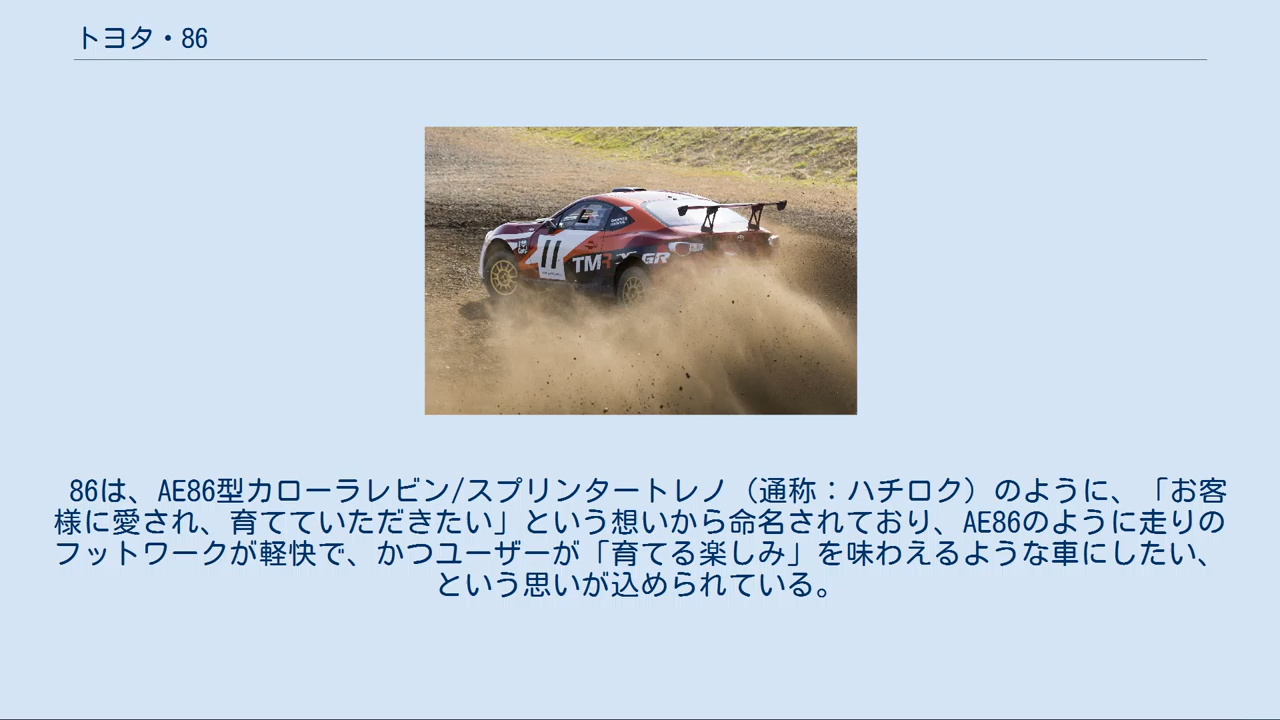 トヨタ・86
TMR
GR
86は、AE86型カローラレビン/スプリンタートレノ（通称：ハチロク）のように、「お客
様に愛され、育てていただきたい」という想いから命名されており、AE86のように走りの
フットワークが軽快で、かつユーザーが「育てる楽しみ」を味わえるような車にしたい、
という思いが込められている。